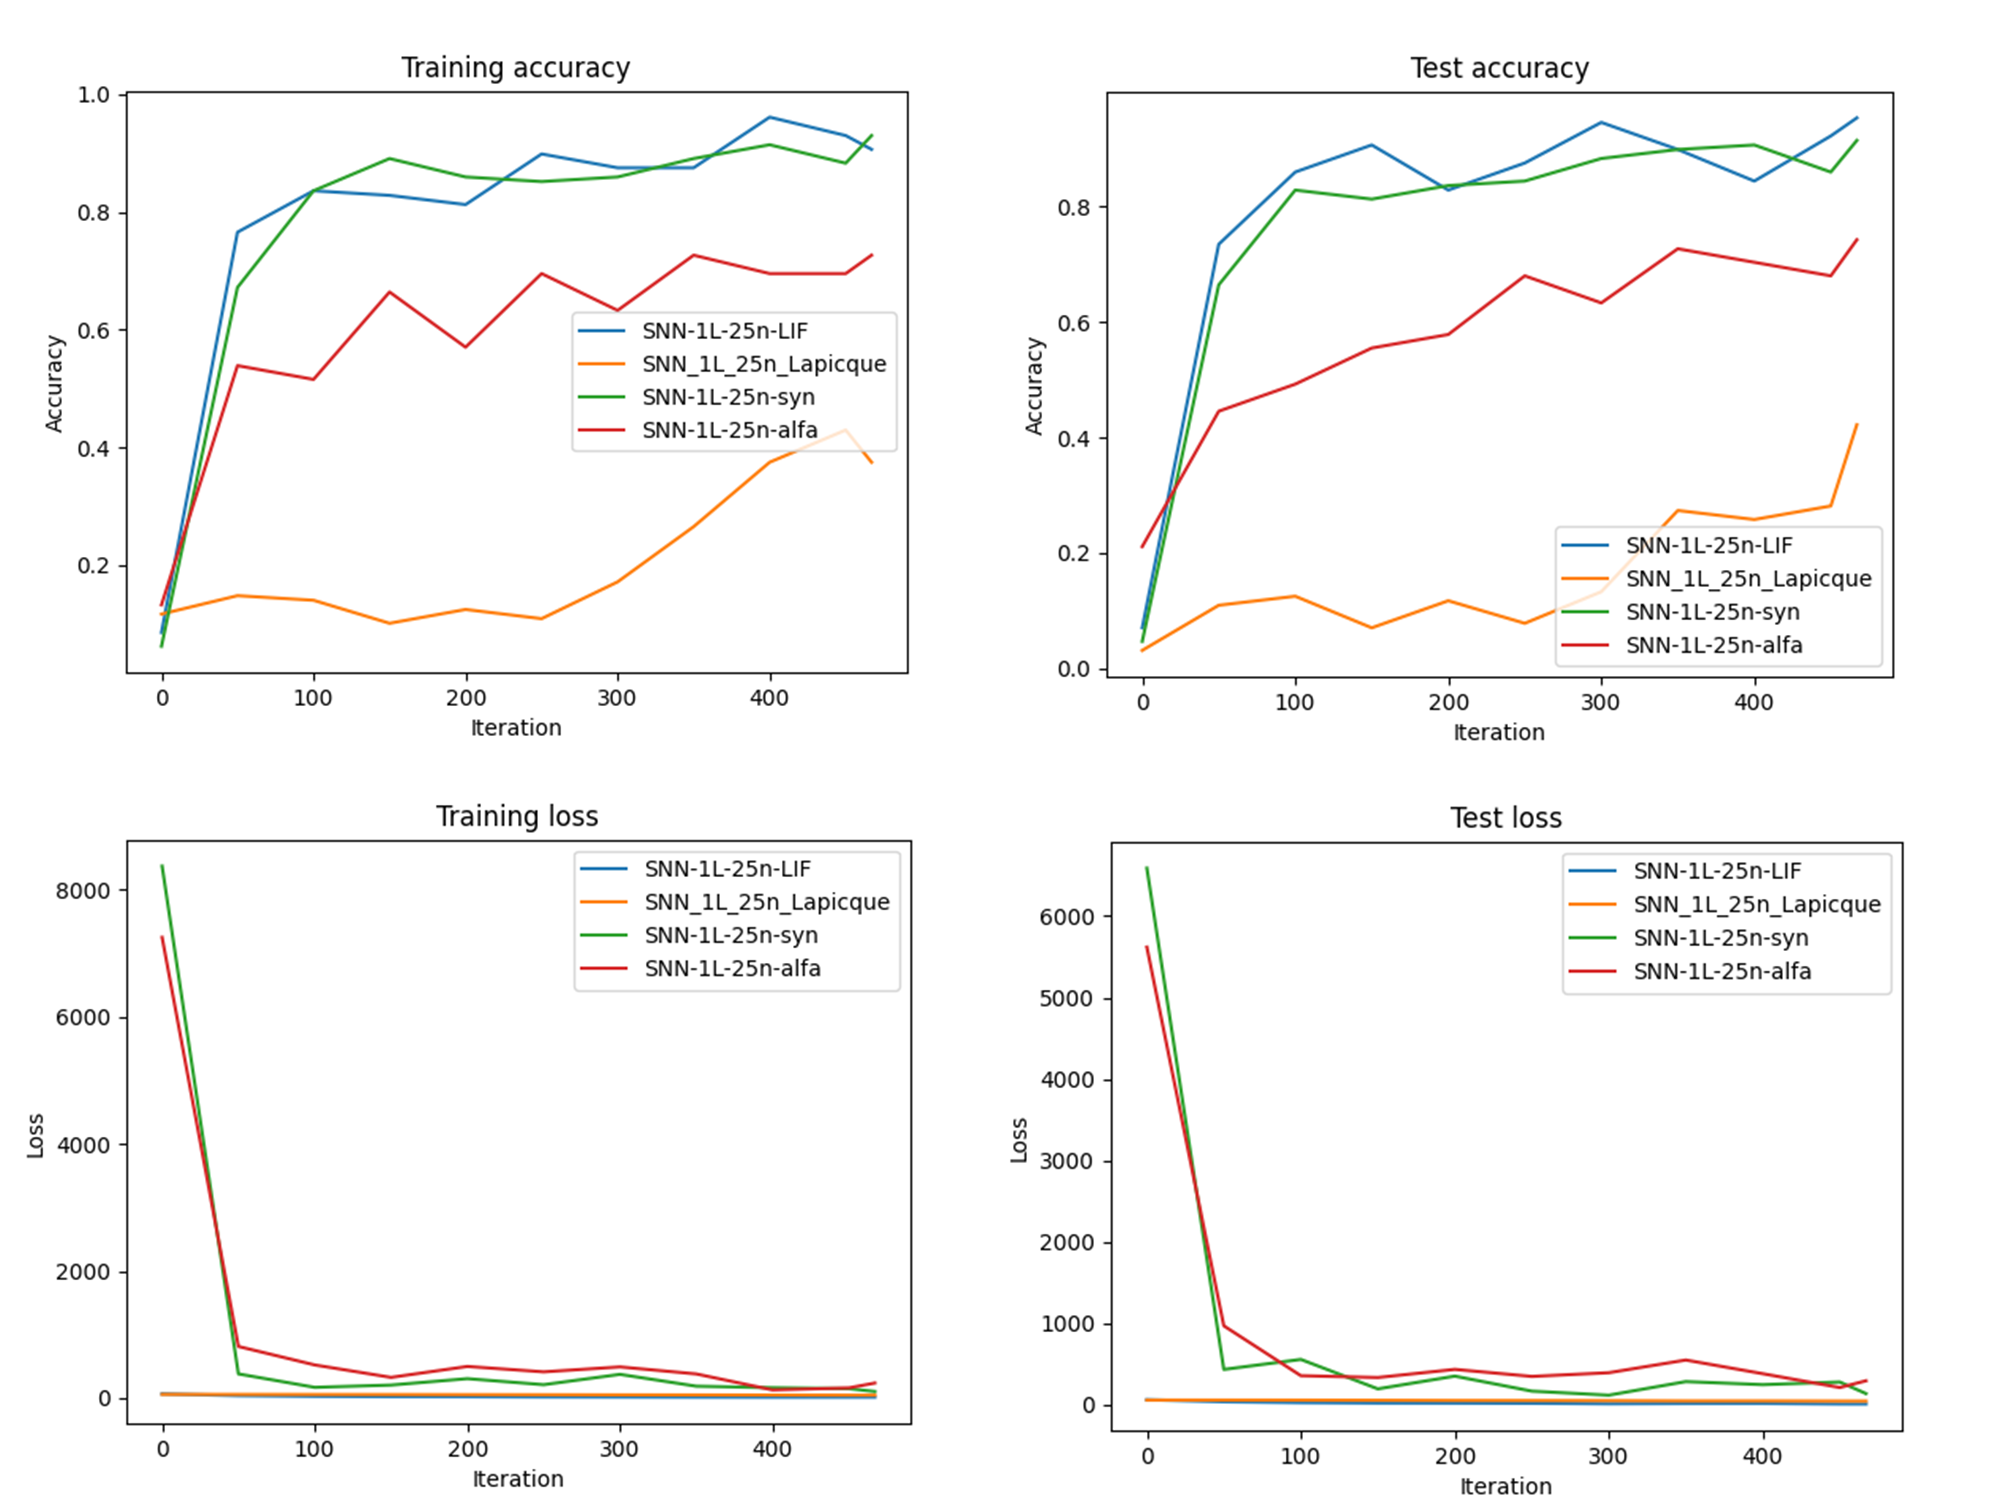 Training accuracy
1.0
0.8
0.6
0.4
0.2
Accuracy
SNN-1L-25n-LIF
SNN_1L_25n_Lapicque
SNN-1L-25n-syn
SNN-1L-25n-alfa
0 100 200 300 400
Iteration
Test accuracy
0.8
0.6
0.4
0.2
0.0
Accuracy
SNN-1L-25n-LIF
SNN_1L_25n_Lapicque
SNN-1L-25n-syn
SNN-1L-25n-alfa
0 100 200 300 400
Iteration
Training loss
8000
6000
4000
2000
0
Loss
SNN-1L-25n-LIF
SNN_1L_25n_Lapicque
SNN-1L-25n-syn
SNN-1L-25n-alfa
0 100 200 300 400
Iteration
Test loss
6000
5000
4000
3000
2000
1000
0
Loss
SNN-1L-25n-LIF
SNN_1L_25n_Lapicque
SNN-1L-25n-syn
SNN-1L-25n-alfa
0 100 200 300 400
Iteration